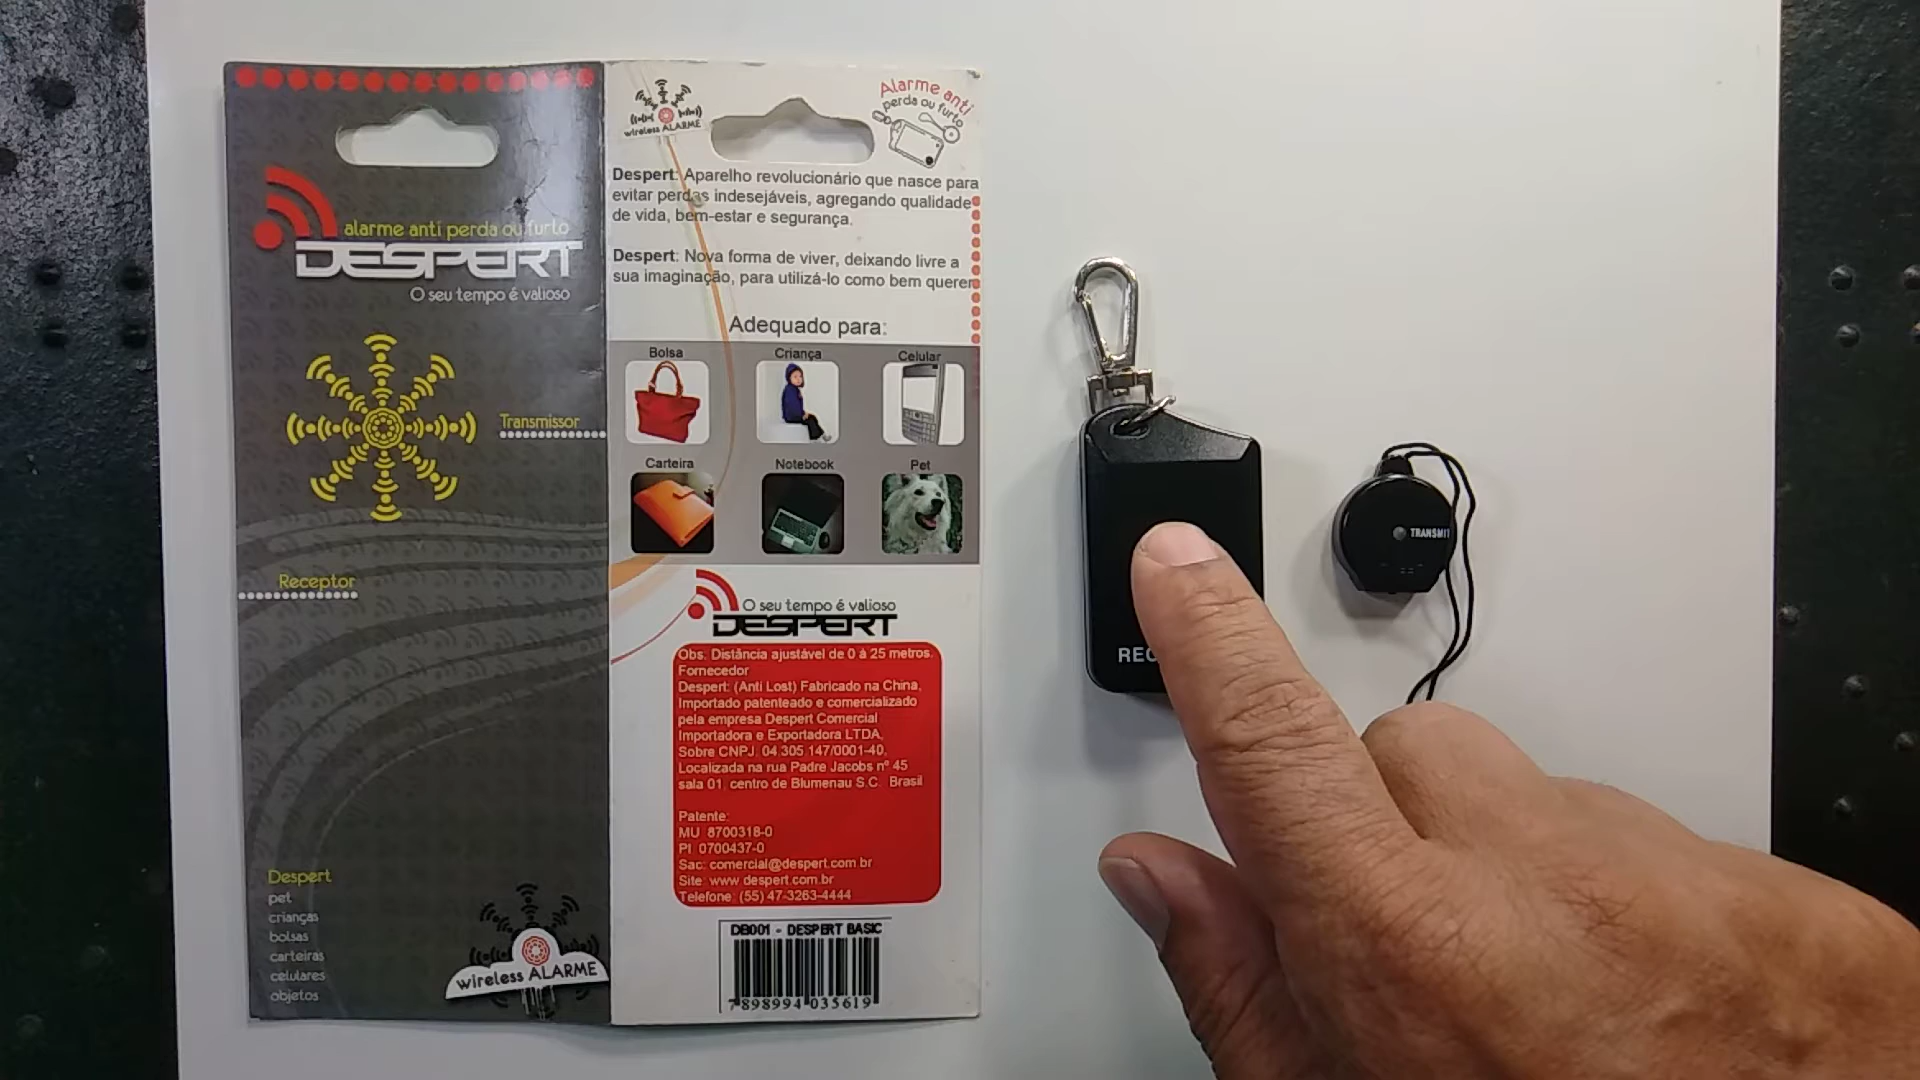 alarme anti perda ou furto
DESPERT
O seu tempo é valioso
Transmissor
Receptor
Despert
pet
crianças
bolsas
carteiras
celulares
objetos
wireless ALARME
wireless ALARME
Alarme anti
perda ou furto
Despert: Aparelho revolucionário que nasce para
evitar perdas indesejáveis, agregando qualidade
de vida, bem-estar e segurança.
Despert: Nova forma de viver, deixando livre a
sua imaginação, para utilizá-lo como bem querer
Adequado para:
Bolsa
Criança
Celular
Carteira
Notebook
Pet
O seu tempo é valioso
DESPERT
Obs. Distância ajustável de 0 á 25 metros.
Fornecedor
Despert: (Anti Lost) Fabricado na China,
Importado patenteado e comercializado
pela empresa Despert Comercial
Importadora e Exportadora LTDA,
Sobre CNPJ. 04.305.147/0001-40,
Localizada na rua Padre Jacobs nº 45
sala 01, centro de Blumenau S.C. Brasil
Patente:
MU 8700318-0
PI 0700437-0
Sac: comercial@despert.com.br
Site: www.despert.com.br
Telefone: (55) 47-3263-4444
DB001 - DESPERT BASIC
7898994035619
REC
TRANSMIT